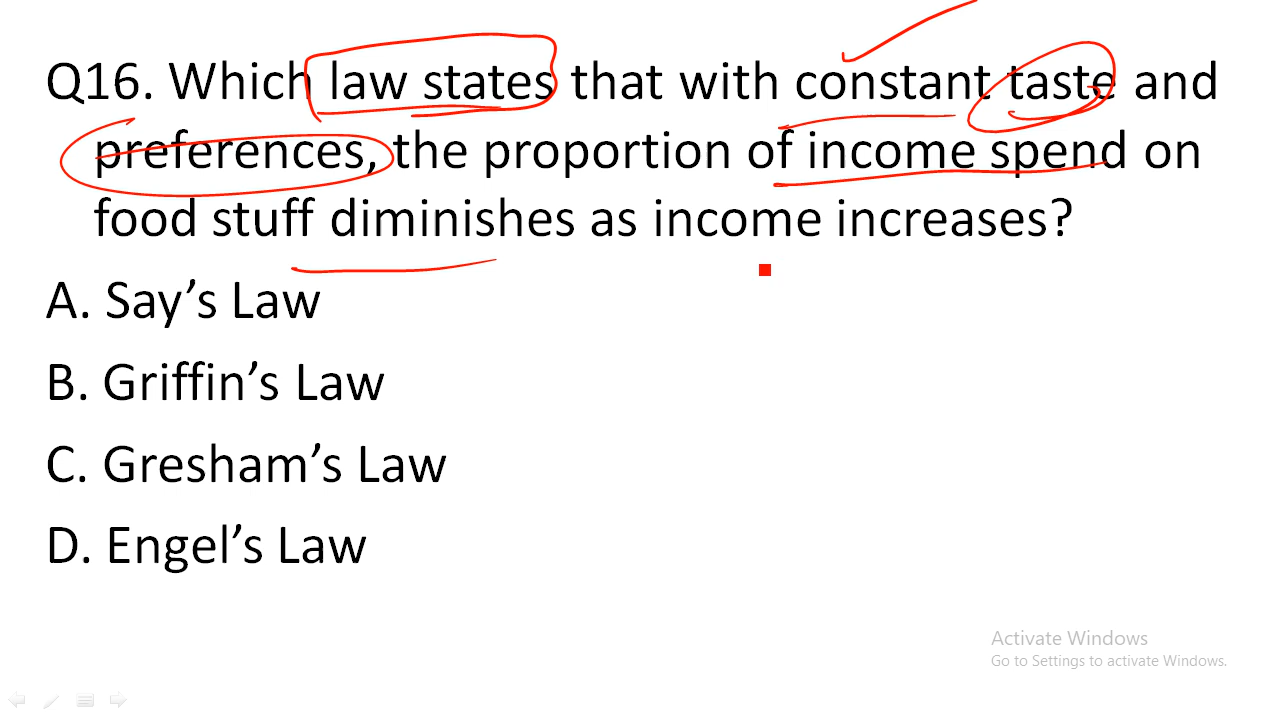 Q16. Which law states that with constant taste and
preferences, the proportion of income spend on
food stuff diminishes as income increases?
A. Say’s Law
B. Griffin’s Law
C. Gresham’s Law
D. Engel’s Law
Activate Windows
Go to Settings to activate Windows.